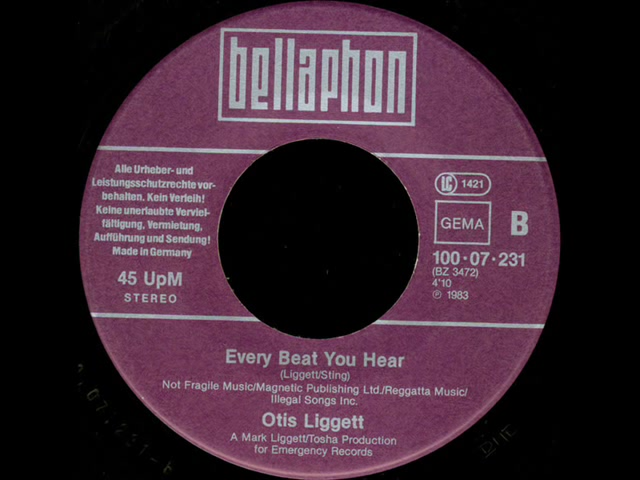 bellaphon
Alle Urheber- und
Leistungsschutzrechte vor-
behalten. Kein Verleih!
Keine unerlaubte Verviel-
fältigung, Vermietung,
Aufführung und Sendung!
Made in Germany
45 UpM
STEREO
LC 1421
GEMA
B
100·07·231
(BZ 3472)
4'10
℗ 1983
Every Beat You Hear
(Liggett/Sting)
Not Fragile Music/Magnetic Publishing Ltd./Reggatta Music/
Illegal Songs Inc.
Otis Liggett
A Mark Liggett/Tosha Production
for Emergency Records